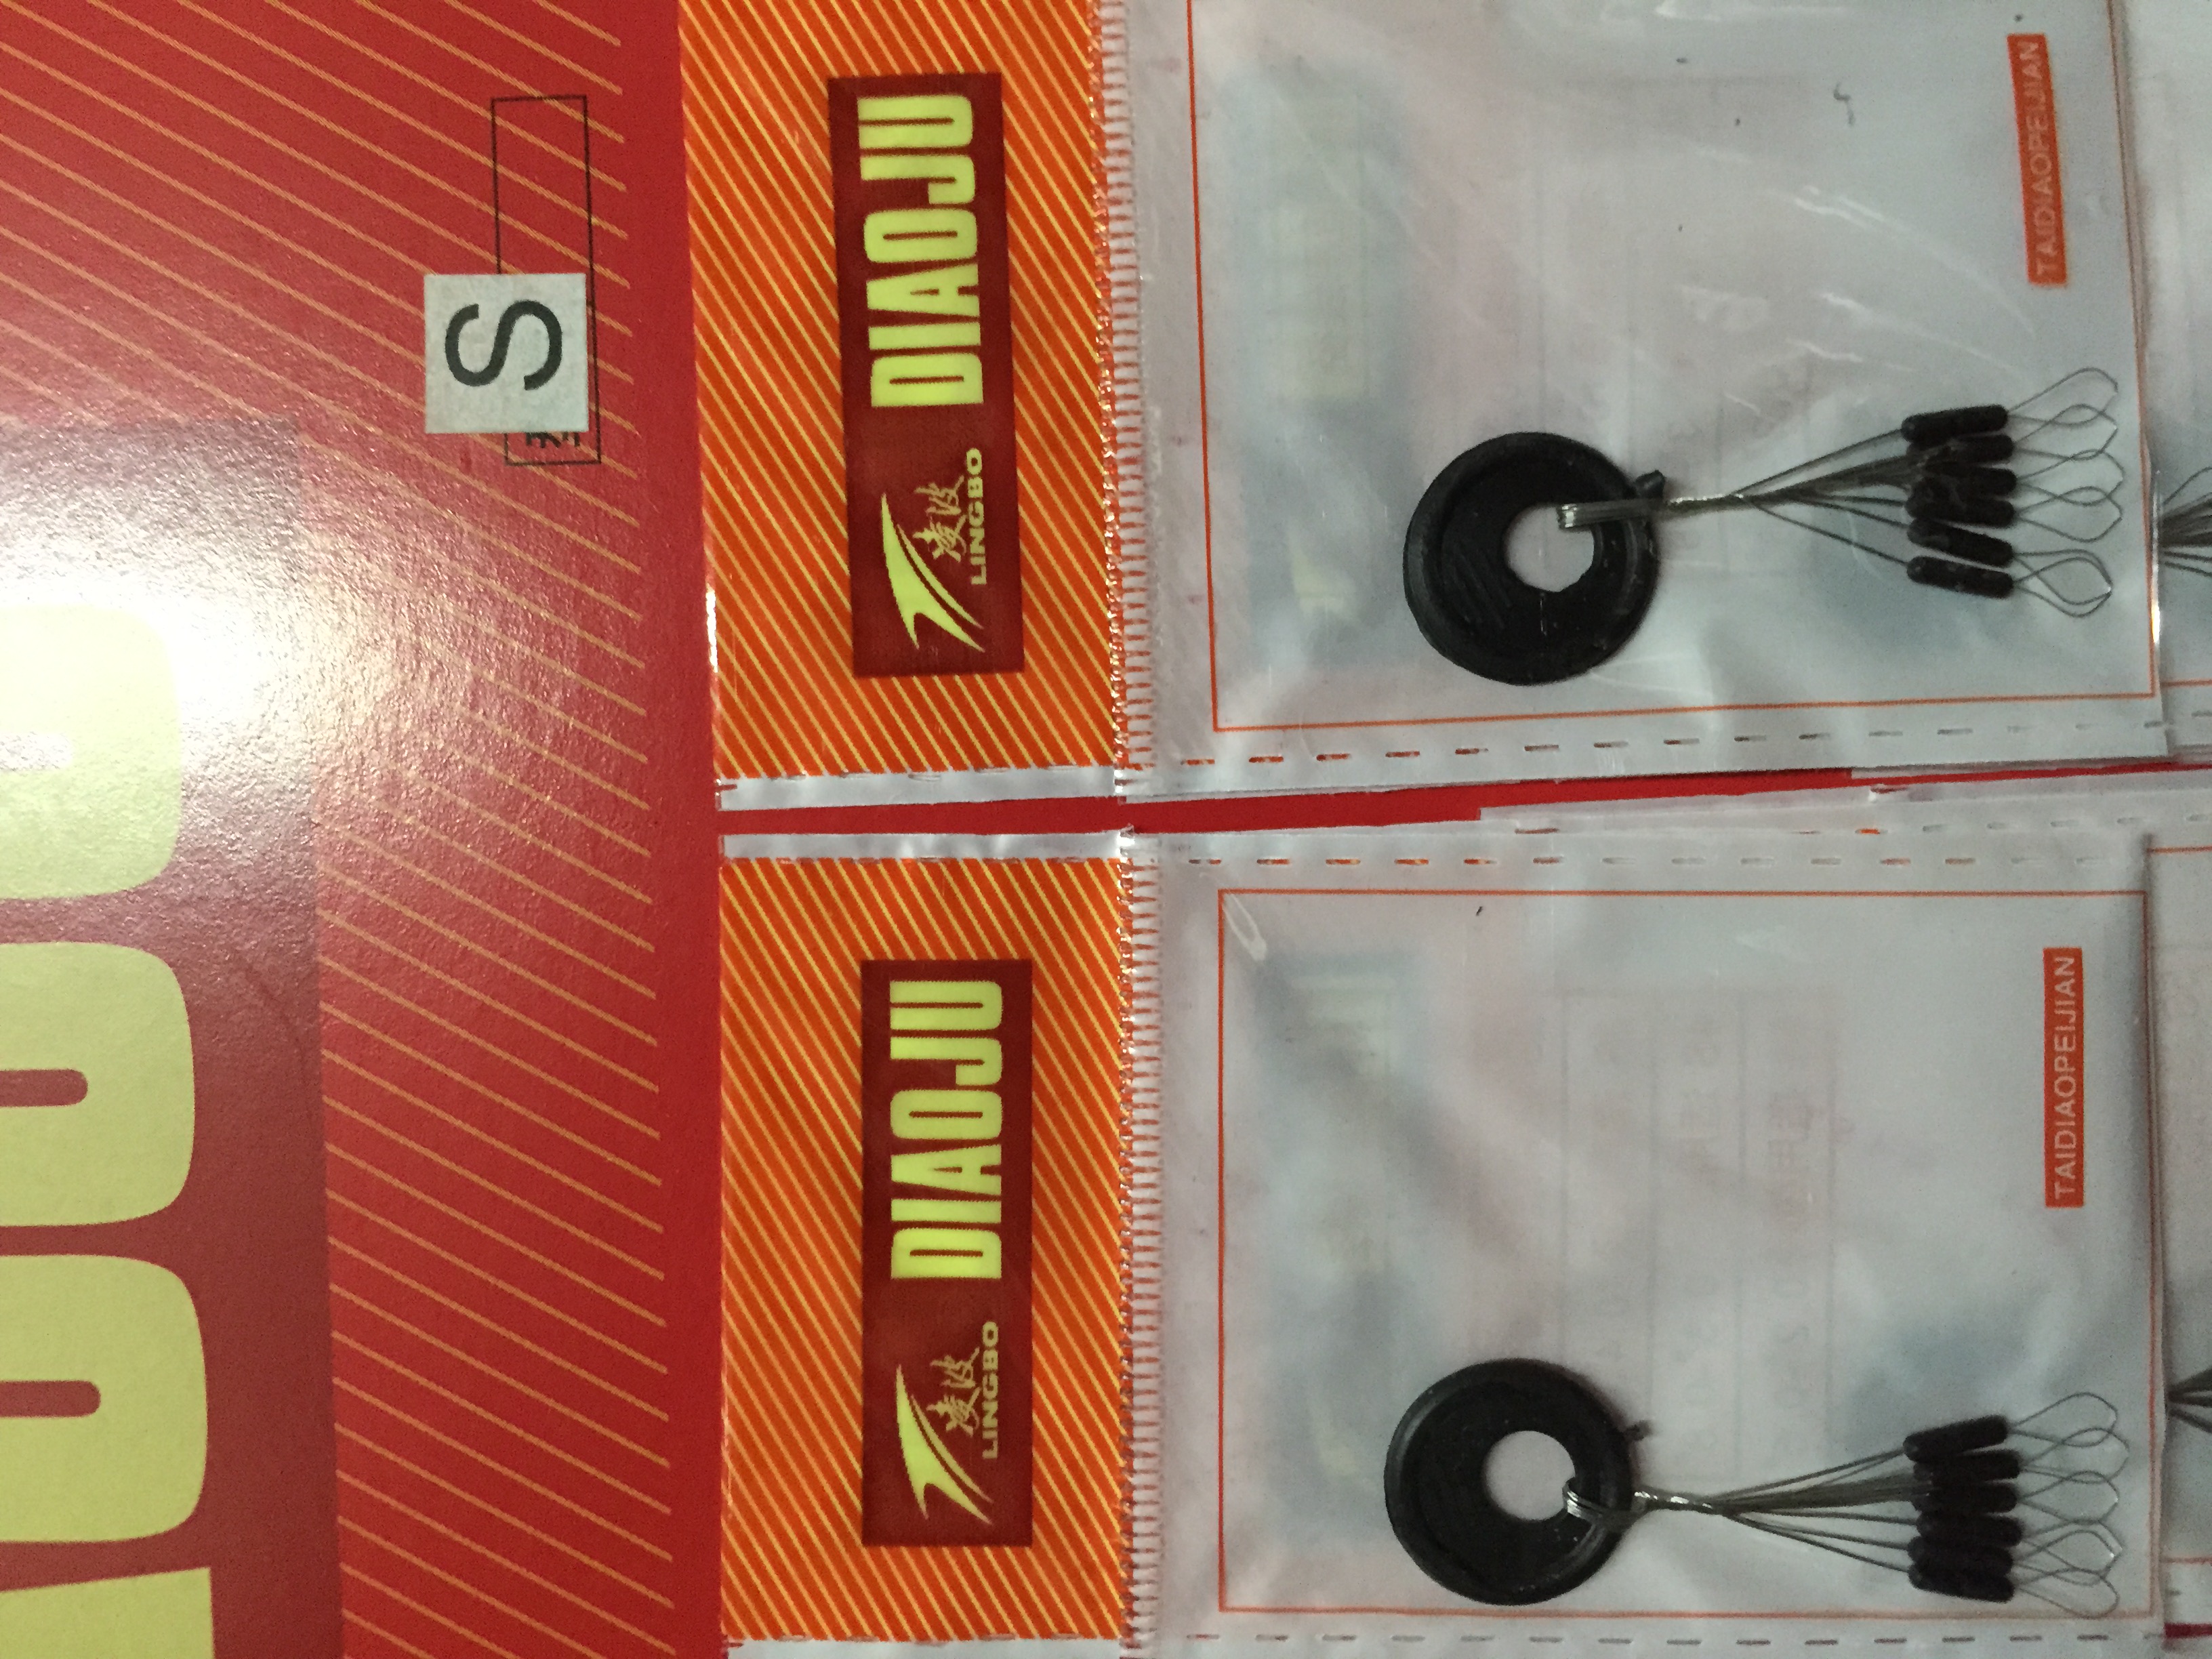 S
凌波
LINGBO
DIAOJU
TAIDIAOPEIJIAN
凌波
LINGBO
DIAOJU
TAIDIAOPEIJIAN